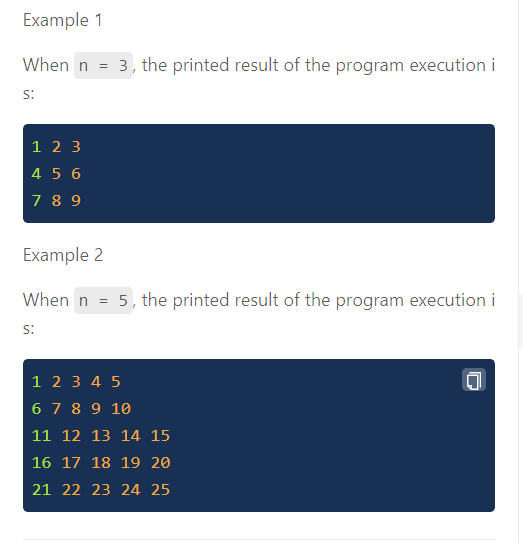 Example 1
When n = 3, the printed result of the program execution i
s:
1 2 3
4 5 6
7 8 9
Example 2
When n = 5, the printed result of the program execution i
s:
1 2 3 4 5
6 7 8 9 10
11 12 13 14 15
16 17 18 19 20
21 22 23 24 25